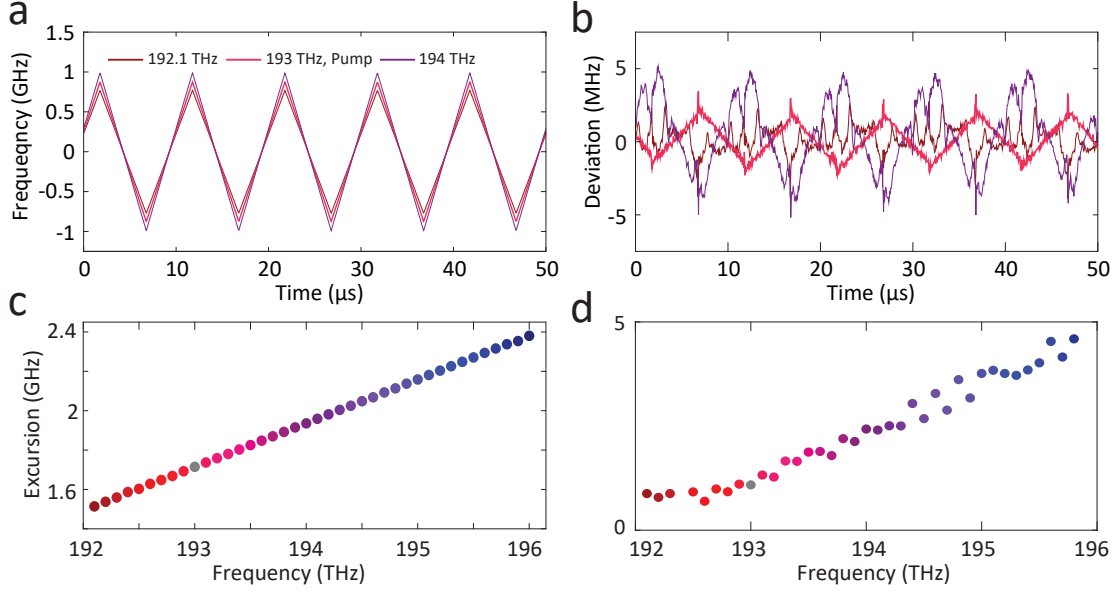 a
Frequeqncy (GHz)
1.5
1
0.5
0
-0.5
-1
192.1 THz
193 THz, Pump
194 THz
0
10
20
30
40
50
Time (µs)
b
Deviation (MHz)
5
0
-5
0
10
20
30
40
50
Time (µs)
c
Excursion (GHz)
2.4
2
1.6
192
193
194
195
196
Frequency (THz)
d
5
0
192
193
194
195
196
Frequency (THz)